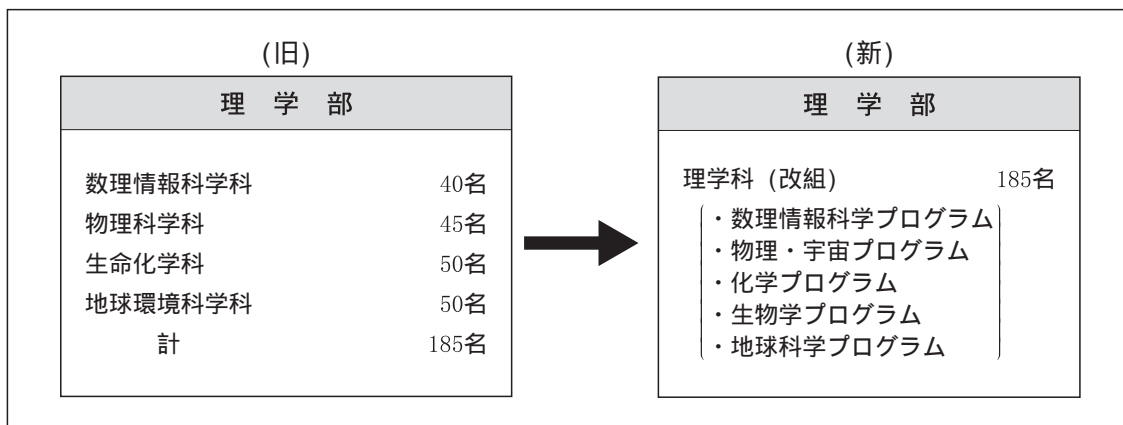 (旧)
理 学 部
数理情報科学科 40名
物理科学科 45名
生命化学科 50名
地球環境科学科 50名
計 185名
(新)
理 学 部
理学科 (改組) 185名
・数理情報科学プログラム
・物理・宇宙プログラム
・化学プログラム
・生物学プログラム
・地球科学プログラム